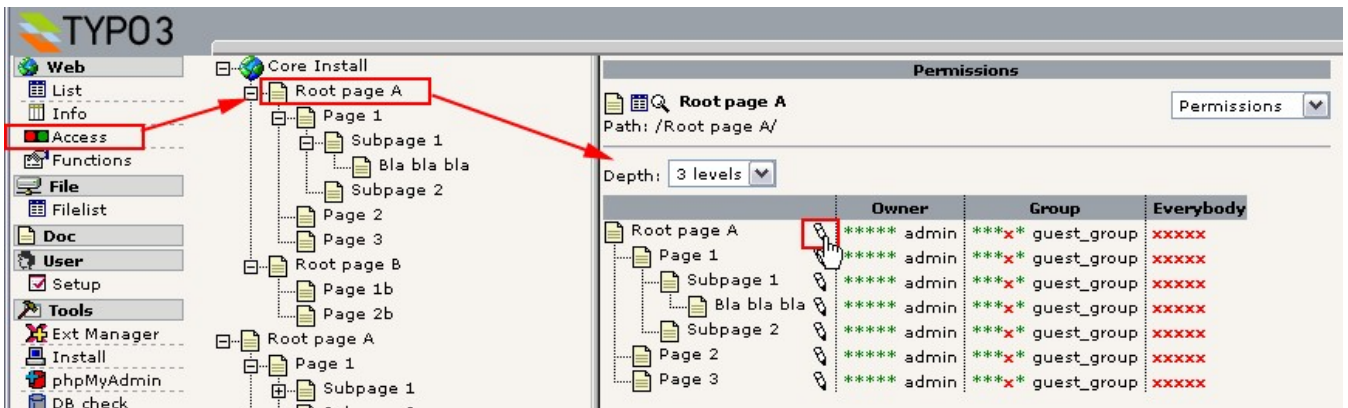 TYPO3
Web
List
Info
Access
Functions
File
Filelist
Doc
User
Setup
Tools
Ext Manager
Install
phpMyAdmin
DB check
Core Install
Root page A
Page 1
Subpage 1
Bla bla bla
Subpage 2
Page 2
Page 3
Root page B
Page 1b
Page 2b
Root page A
Page 1
Subpage 1
Permissions
Root page A
Permissions
Path: /Root page A/
Depth: 3 levels
Owner Group Everybody
Root page A ***** admin ***x* guest_group xxxxx
Page 1 ***** admin ***x* guest_group xxxxx
Subpage 1 ***** admin ***x* guest_group xxxxx
Bla bla bla ***** admin ***x* guest_group xxxxx
Subpage 2 ***** admin ***x* guest_group xxxxx
Page 2 ***** admin ***x* guest_group xxxxx
Page 3 ***** admin ***x* guest_group xxxxx